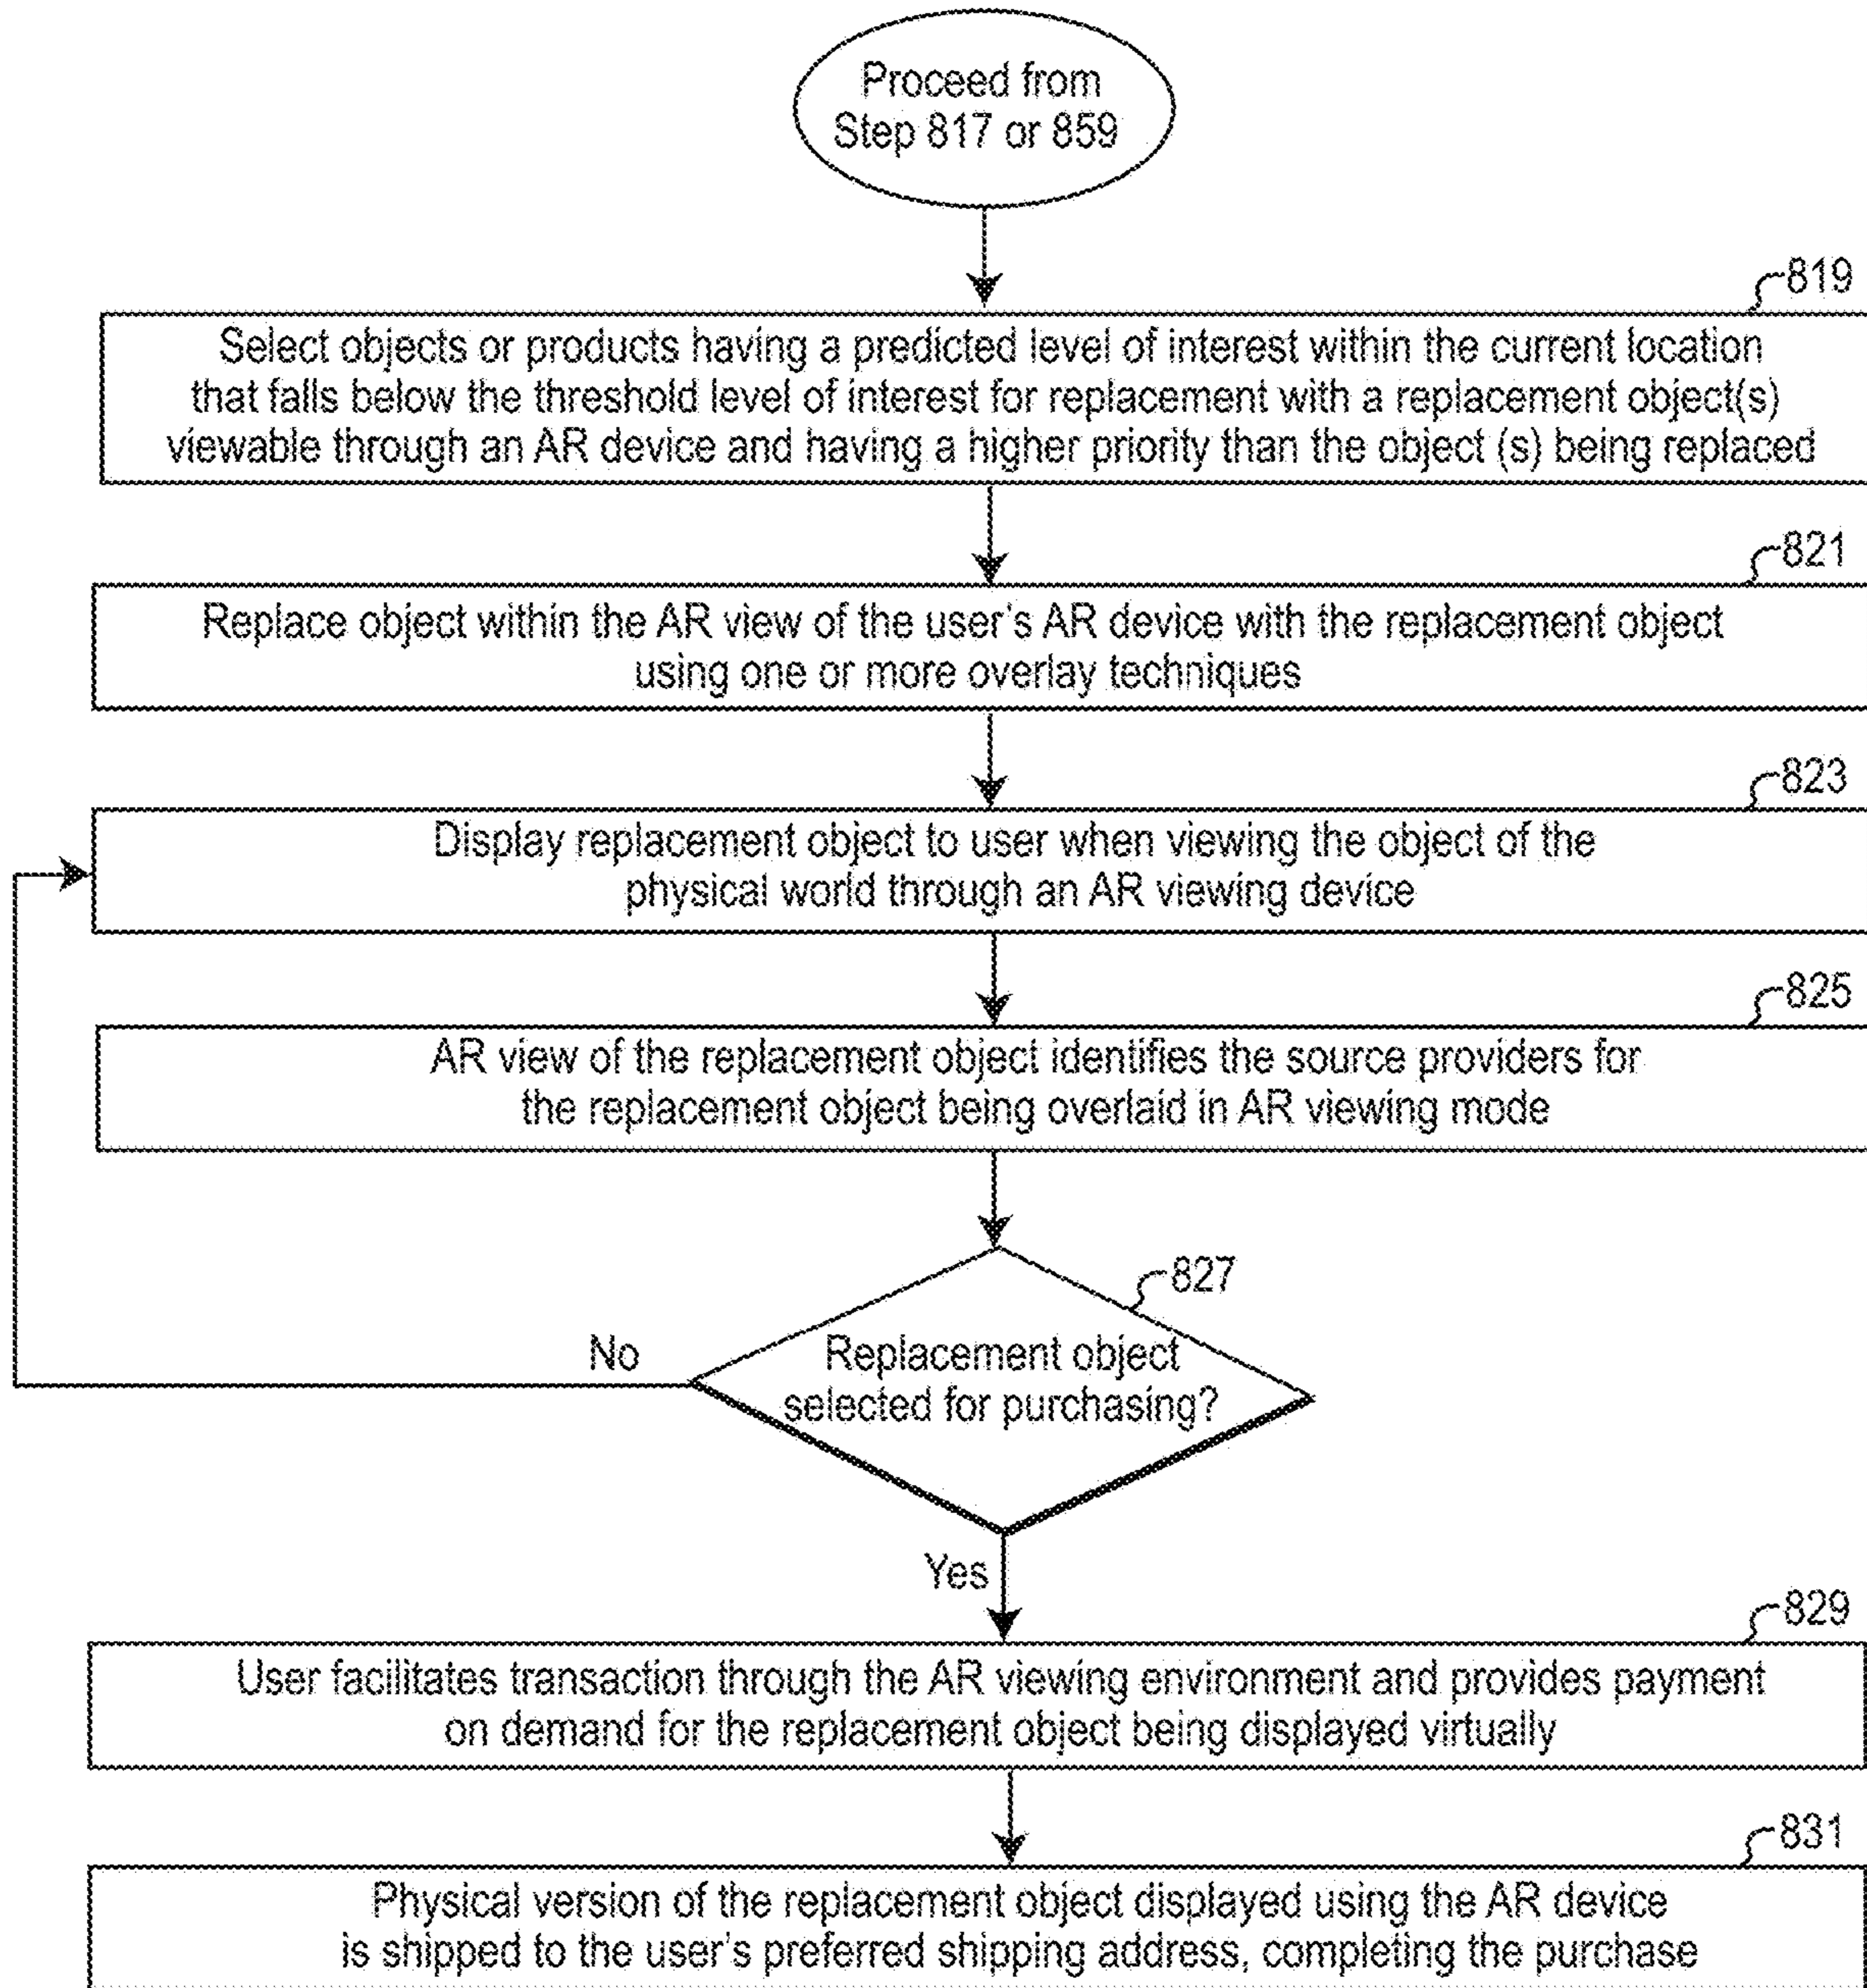 Proceed from
Step 817 or 859
819
Select objects or products having a predicted level of interest within the current location
that falls below the threshold level of interest for replacement with a replacement object(s)
viewable through an AR device and having a higher priority than the object (s) being replaced
821
Replace object within the AR view of the user's AR device with the replacement object
using one or more overlay techniques
823
Display replacement object to user when viewing the object of the
physical world through an AR viewing device
825
AR view of the replacement object identifies the source providers for
the replacement object being overlaid in AR viewing mode
827
No
Replacement object
selected for purchasing?
Yes
829
User facilitates transaction through the AR viewing environment and provides payment
on demand for the replacement object being displayed virtually
831
Physical version of the replacement object displayed using the AR device
is shipped to the user's preferred shipping address, completing the purchase